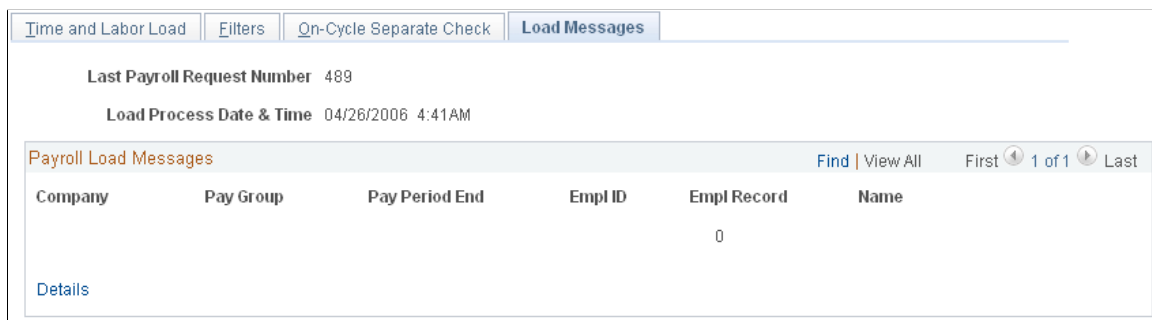 Time and Labor Load Filters On-Cycle Separate Check Load Messages
Last Payroll Request Number 489
Load Process Date & Time 04/26/2006 4:41AM
Payroll Load Messages Find | View All First 1 of 1 Last
Company Pay Group Pay Period End Empl ID Empl Record Name
0
Details